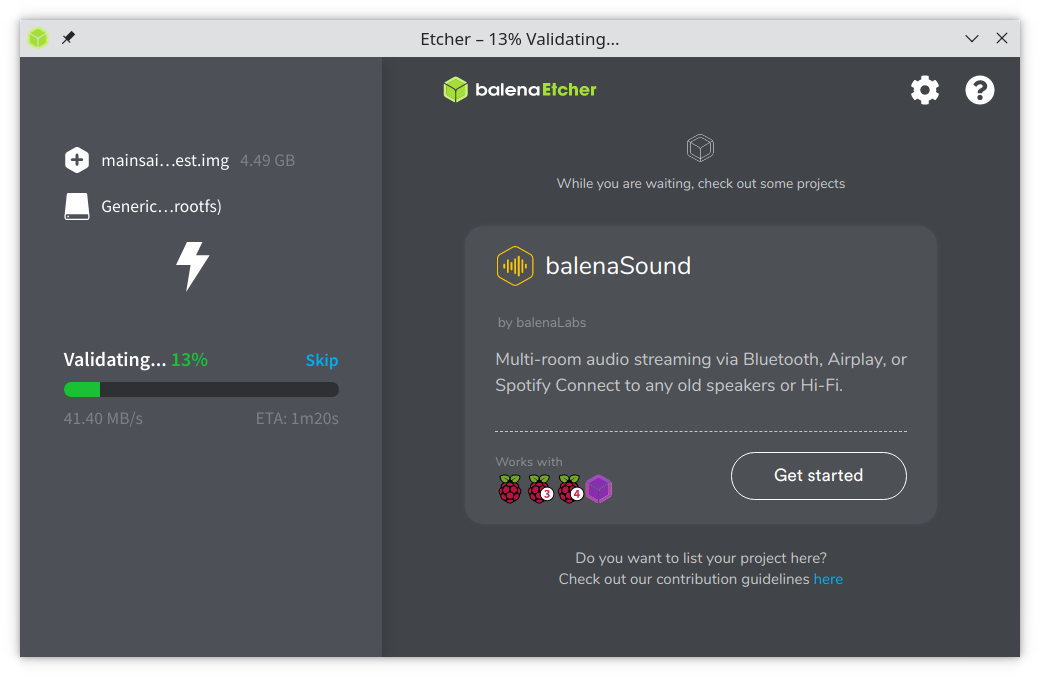 Etcher – 13% Validating...
balenaEtcher
mainsai...est.img 4.49 GB
Generic...rootfs)
Validating... 13% Skip
41.40 MB/s ETA: 1m20s
While you are waiting, check out some projects
balenaSound
by balenaLabs
Multi-room audio streaming via Bluetooth, Airplay, or
Spotify Connect to any old speakers or Hi-Fi.
Works with
3 4
Get started
Do you want to list your project here?
Check out our contribution guidelines here